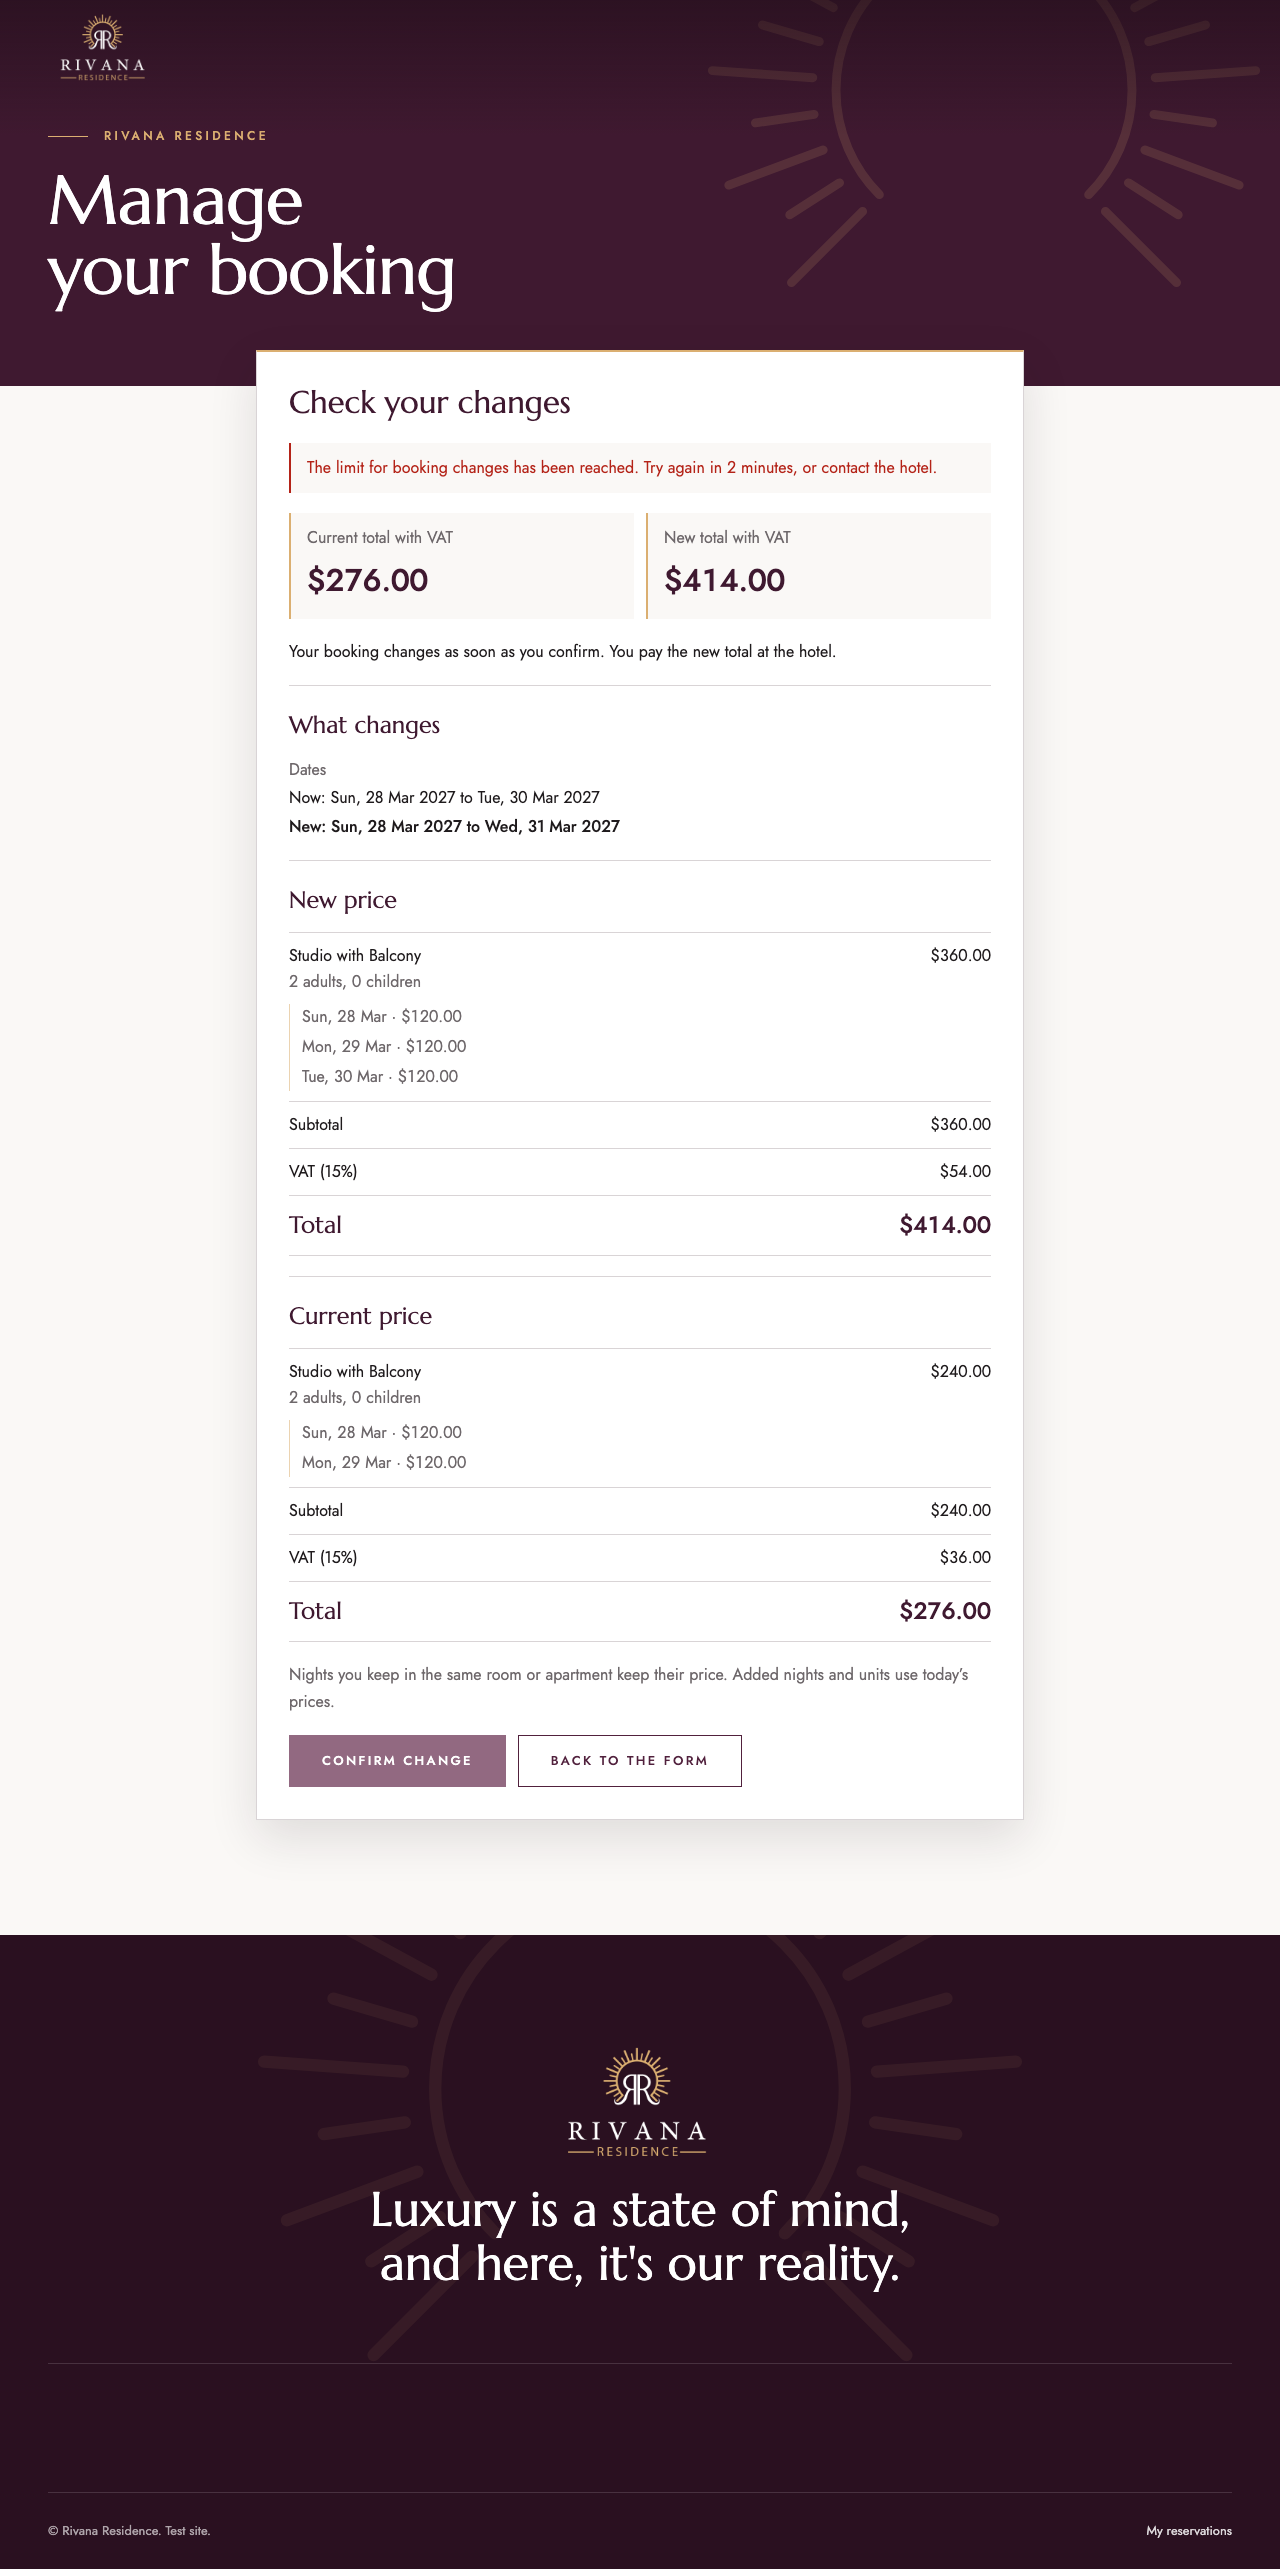 RIVANA
RESIDENCE
RIVANA RESIDENCE
Manage
your booking
Check your changes
The limit for booking changes has been reached. Try again in 2 minutes, or contact the hotel.
Current total with VAT
$276.00
New total with VAT
$414.00
Your booking changes as soon as you confirm. You pay the new total at the hotel.
What changes
Dates
Now: Sun, 28 Mar 2027 to Tue, 30 Mar 2027
New: Sun, 28 Mar 2027 to Wed, 31 Mar 2027
New price
Studio with Balcony $360.00
2 adults, 0 children
Sun, 28 Mar · $120.00
Mon, 29 Mar · $120.00
Tue, 30 Mar · $120.00
Subtotal $360.00
VAT (15%) $54.00
Total $414.00
Current price
Studio with Balcony $240.00
2 adults, 0 children
Sun, 28 Mar · $120.00
Mon, 29 Mar · $120.00
Subtotal $240.00
VAT (15%) $36.00
Total $276.00
Nights you keep in the same room or apartment keep their price. Added nights and units use today’s
prices.
CONFIRM CHANGE BACK TO THE FORM
RIVANA
RESIDENCE
Luxury is a state of mind,
and here, it's our reality.
© Rivana Residence. Test site. My reservations